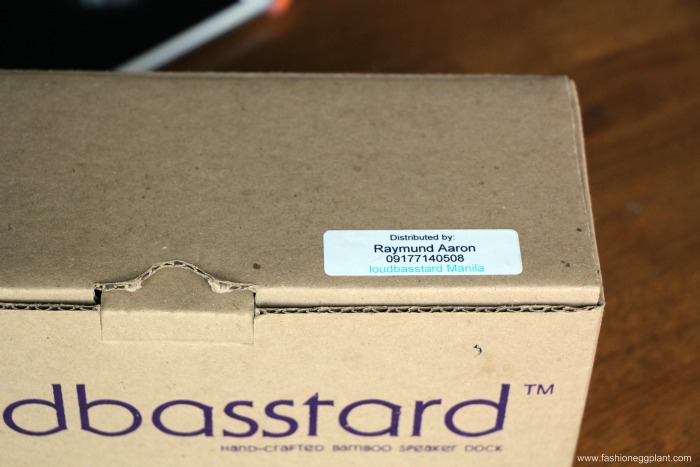 Distributed by:
Raymund Aaron
09177140508
loudbasstard Manila
dbasstard™
HAND-CRAFTED BAMBOO SPEAKER DOCK
www.fashioneggplant.com